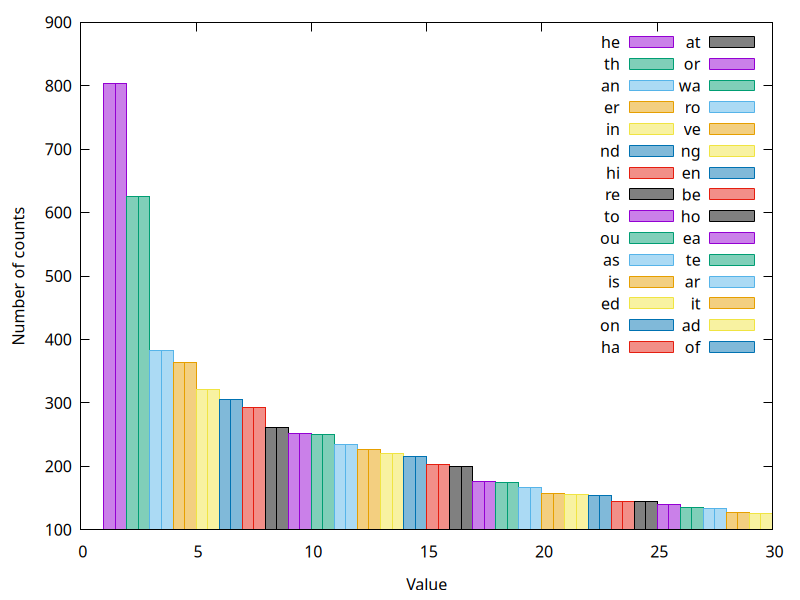 900
800
700
600
500
400
300
200
100
0 5 10 15 20 25 30
Number of counts
Value
he at
th or
an wa
er ro
in ve
nd ng
hi en
re be
to ho
ou ea
as te
is ar
ed it
on ad
ha of